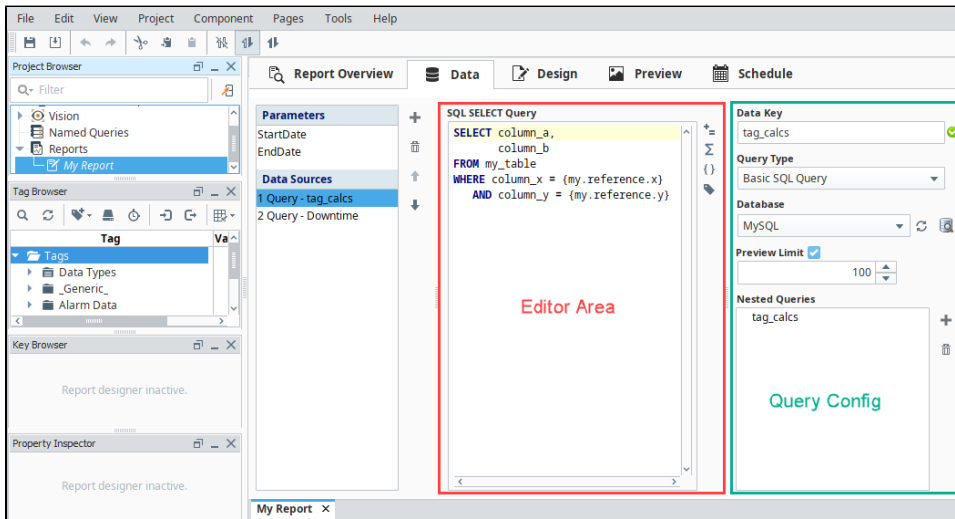 File Edit View Project Component Pages Tools Help
Project Browser
Filter
Vision
Named Queries
Reports
My Report
Tag Browser
Tag Va
Tags
Data Types
_Generic_
Alarm Data
Key Browser
Report designer inactive.
Property Inspector
Report designer inactive.
Report Overview Data Design Preview Schedule
Parameters
StartDate
EndDate
Data Sources
1 Query - tag_calcs
2 Query - Downtime
SQL SELECT Query
SELECT column_a,
column_b
FROM my_table
WHERE column_x = {my.reference.x}
AND column_y = {my.reference.y}
Editor Area
Data Key
tag_calcs
Query Type
Basic SQL Query
Database
MySQL
Preview Limit
100
Nested Queries
tag_calcs
Query Config
My Report